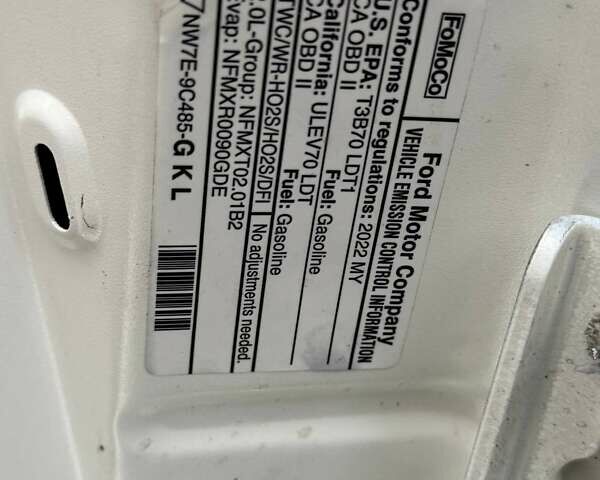 FoMoCo
Ford Motor Company
VEHICLE EMISSION CONTROL INFORMATION
Conforms to regulations: 2022 MY
U.S. EPA: T3B70 LDT1
CA OBD II Fuel: Gasoline
California: ULEV70 LDT
CA OBD II Fuel: Gasoline
TWC/WR-HO2S/HO2S/DFI No adjustments needed.
.0L-Group: NFMXT02.01B2
Evap: NFMXR0090GDE
7NW7E-9C485-G K L